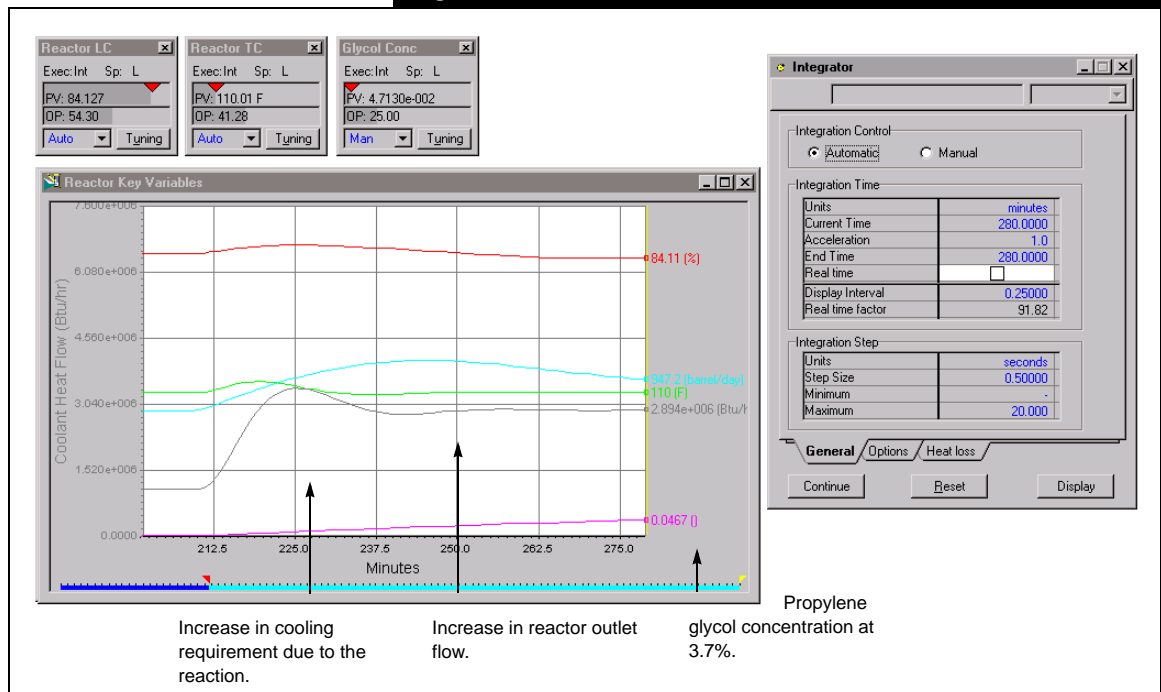 Reactor LC
Exec:Int Sp: L
PV: 84.127
OP: 54.30
Auto Tuning
Reactor TC
Exec:Int Sp: L
PV: 110.01 F
OP: 41.28
Auto Tuning
Glycol Conc
Exec:Int Sp: L
PV: 4.7130e-002
OP: 25.00
Man Tuning
Reactor Key Variables
7.600e+006
6.080e+006
4.560e+006
3.040e+006
1.520e+006
0.0000
Coolant Heat Flow (Btu/hr)
84.11 (%)
947.2 (barrel/day)
110 (F)
2.894e+006 (Btu/h
0.0467 ()
212.5 225.0 237.5 250.0 262.5 275.0
Minutes
Integrator
Integration Control
Automatic Manual
Integration Time
Units minutes
Current Time 280.0000
Acceleration 1.0
End Time 280.0000
Real time
Display Interval 0.25000
Real time factor 91.82
Integration Step
Units seconds
Step Size 0.50000
Minimum -
Maximum 20.000
General Options Heat loss
Continue Reset Display
Increase in cooling
requirement due to the
reaction.
Increase in reactor outlet
flow.
Propylene
glycol concentration at
3.7%.